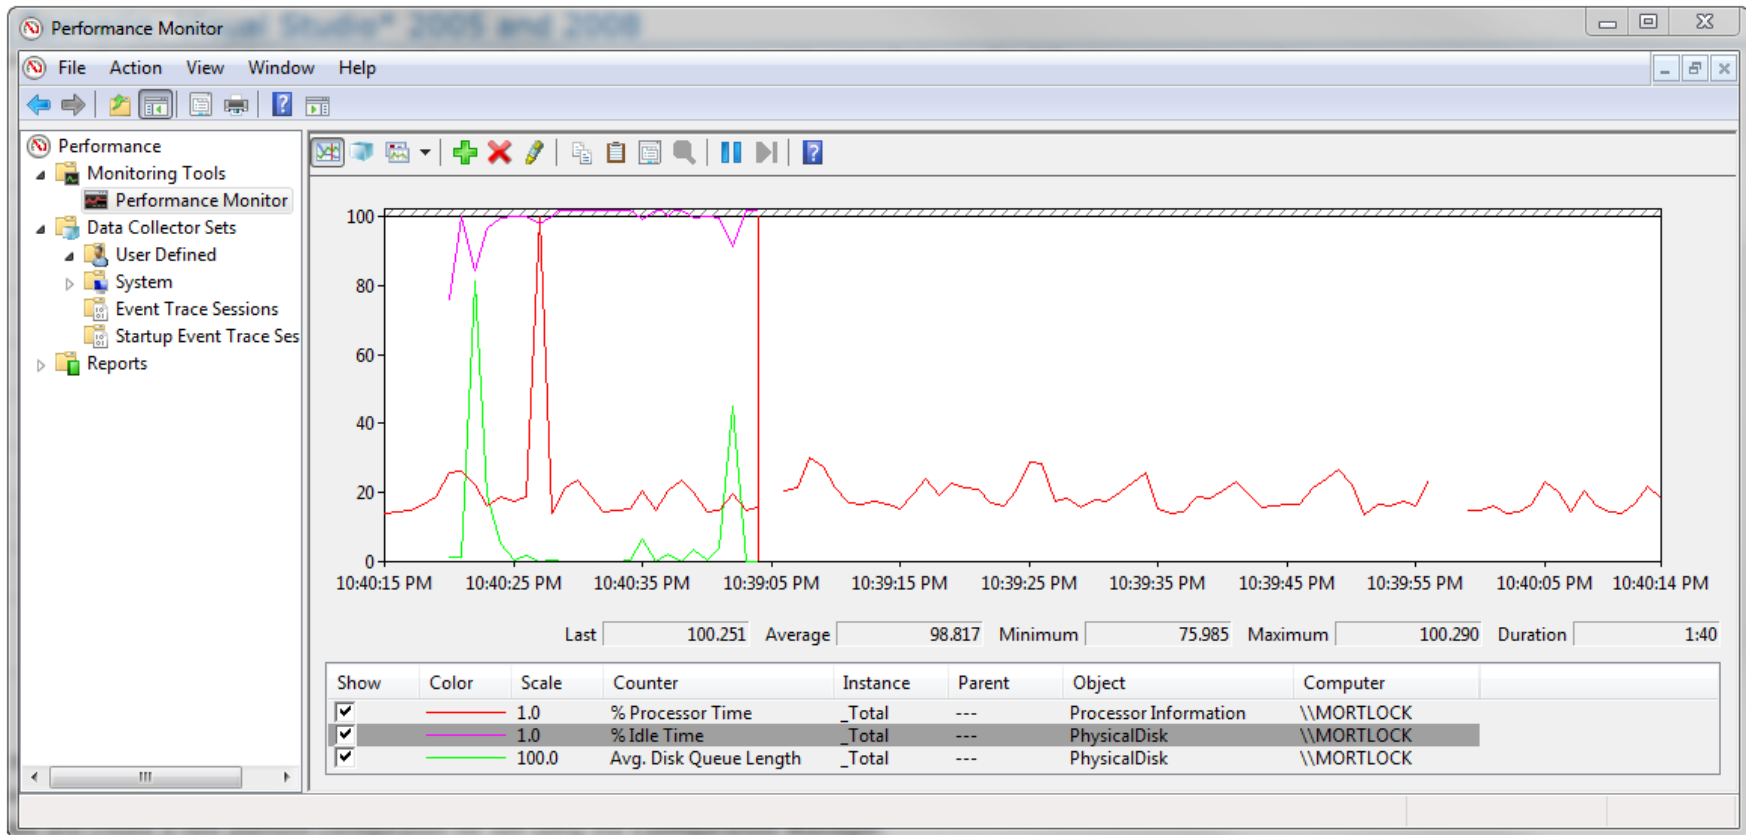 Performance Monitor
ual Studio* 2005 and 2008
File Action View Window Help
Performance
Monitoring Tools
Performance Monitor
Data Collector Sets
User Defined
System
Event Trace Sessions
Startup Event Trace Ses
Reports
100
80
60
40
20
0
10:40:15 PM 10:40:25 PM 10:40:35 PM 10:39:05 PM 10:39:15 PM 10:39:25 PM 10:39:35 PM 10:39:45 PM 10:39:55 PM 10:40:05 PM 10:40:14 PM
Last 100.251 Average 98.817 Minimum 75.985 Maximum 100.290 Duration 1:40
Show Color Scale Counter Instance Parent Object Computer
1.0 % Processor Time _Total --- Processor Information \\MORTLOCK
1.0 % Idle Time _Total --- PhysicalDisk \\MORTLOCK
100.0 Avg. Disk Queue Length _Total --- PhysicalDisk \\MORTLOCK